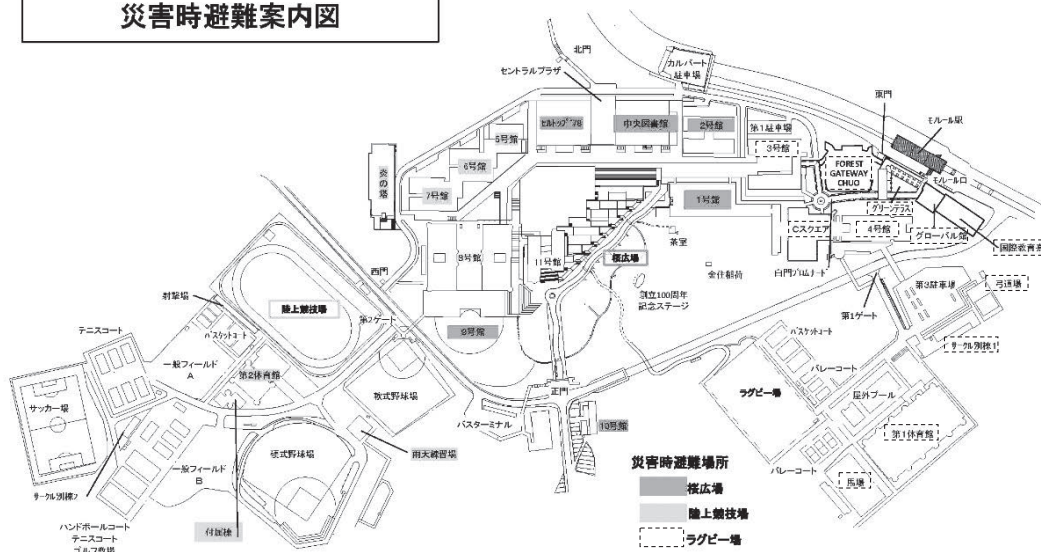 災害時避難案内図
北門
カルバート
駐車場
セントラルプラザ
東門
モノレール駅
ヒルトップ'78
中央図書館
2号館
第1駐車場
5号館
3号館
6号館
FOREST
GATEWAY
CHUO
モノレール口
炎の塔
7号館
1号館
グリーンテラス
Cスクエア
4号館
グローバル館
茶室
8号館
11号館
桜広場
国際教育寮
西門
金住稲荷
白門プロムナード
創立100周年
記念ステージ
第3駐車場
弓道場
射撃場
陸上競技場
第2ゲート
第1ゲート
テニスコート
バスケットコート
9号館
バスケットコート
サークル別棟1
一般フィールド
A
第2体育館
バレーコート
サッカー場
軟式野球場
正門
ラグビー場
屋外プール
バスターミナル
10号館
第1体育館
雨天練習場
硬式野球場
一般フィールド
B
バレーコート
馬場
サークル別棟2
付属棟
ハンドボールコート
テニスコート
ゴルフ教場
災害時避難場所
桜広場
陸上競技場
ラグビー場